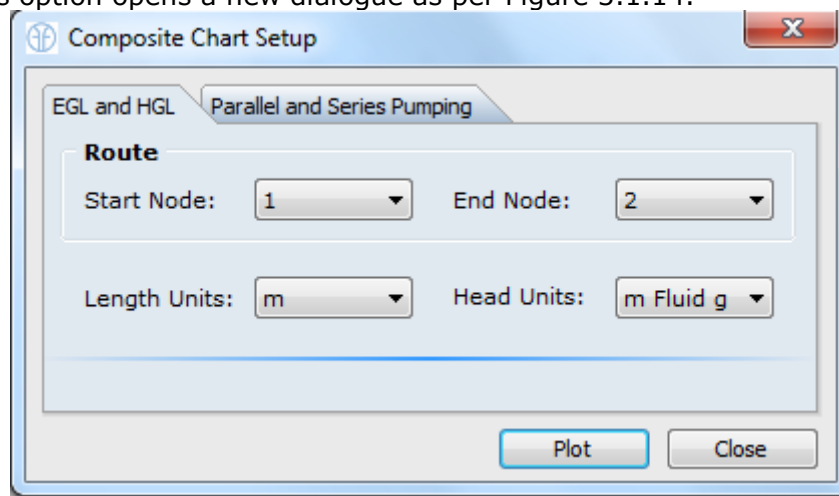 s option opens a new dialogue as per Figure 5.1.14.
Composite Chart Setup
EGL and HGL Parallel and Series Pumping
Route
Start Node: 1 End Node: 2
Length Units: m Head Units: m Fluid g
Plot Close